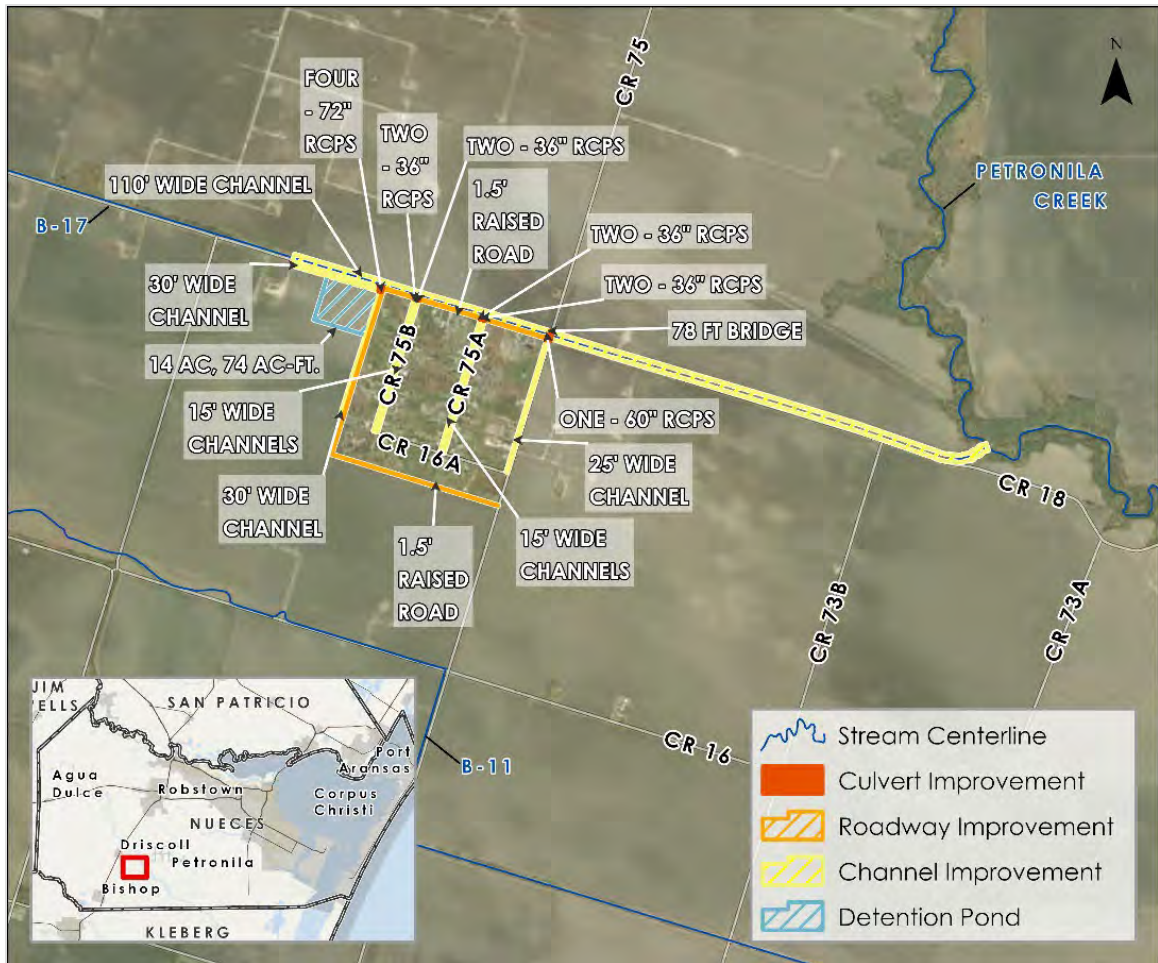 N
CR 75
FOUR
- 72"
RCPS
TWO
- 36"
RCPS
TWO - 36" RCPS
110' WIDE CHANNEL
1.5'
RAISED
ROAD
PETRONILA
CREEK
B-17
TWO - 36" RCPS
30' WIDE
CHANNEL
TWO - 36" RCPS
78 FT BRIDGE
14 AC, 74 AC-FT.
CR 75B
CR 75A
15' WIDE
CHANNELS
ONE - 60" RCPS
CR 16A
25' WIDE
CHANNEL
30' WIDE
CHANNEL
CR 18
1.5'
RAISED
ROAD
15' WIDE
CHANNELS
CR 73B
CR 73A
CR 16
B-11
JIM
ELLS
SAN PATRICIO
Port
Aransas
Agua
Dulce
Robstown
Corpus
Christi
NUECES
Driscoll
Petronila
Bishop
KLEBERG
Stream Centerline
Culvert Improvement
Roadway Improvement
Channel Improvement
Detention Pond